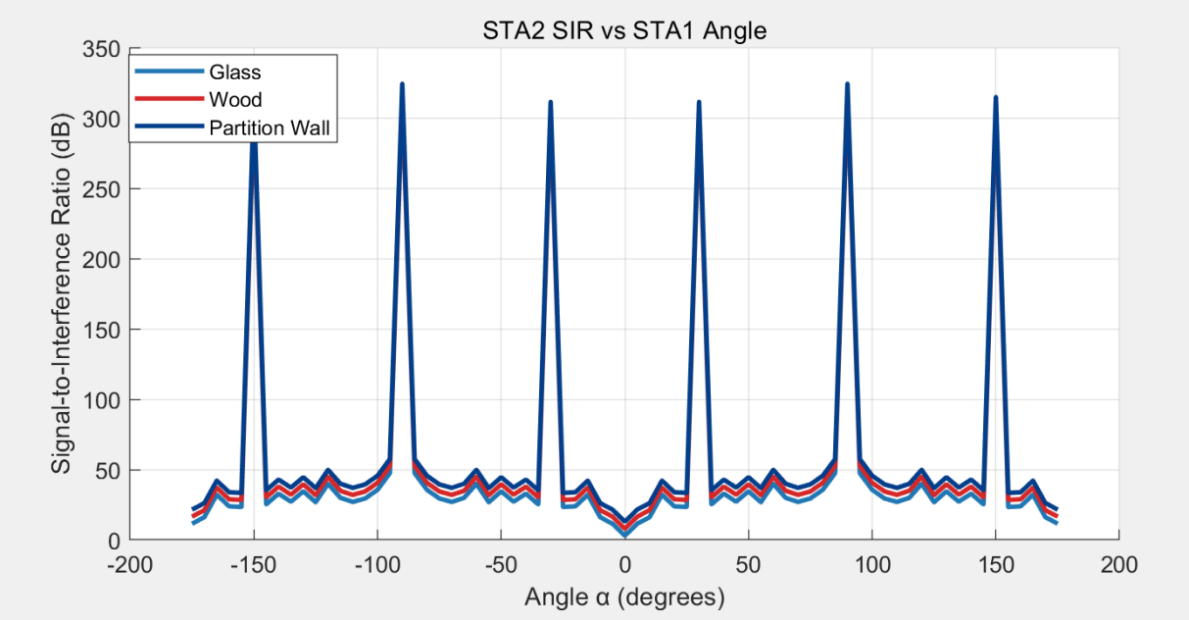 STA2 SIR vs STA1 Angle
350
300
250
200
150
100
50
0
Signal-to-Interference Ratio (dB)
Glass
Wood
Partition Wall
-200 -150 -100 -50 0 50 100 150 200
Angle α (degrees)